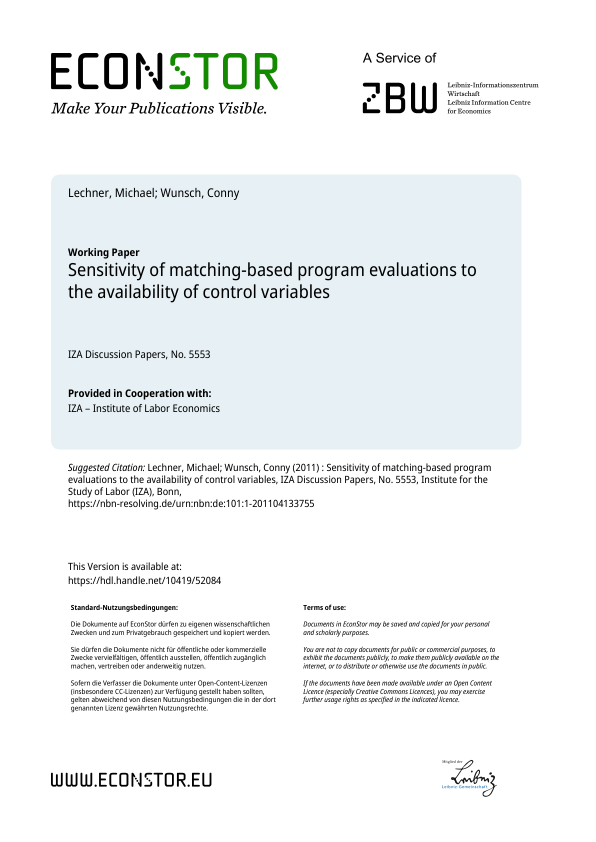 ECONSTOR
Make Your Publications Visible.
A Service of
ZBW
Leibniz-Informationszentrum
Wirtschaft
Leibniz Information Centre
for Economics
Lechner, Michael; Wunsch, Conny
Working Paper
Sensitivity of matching-based program evaluations to
the availability of control variables
IZA Discussion Papers, No. 5553
Provided in Cooperation with:
IZA – Institute of Labor Economics
Suggested Citation: Lechner, Michael; Wunsch, Conny (2011) : Sensitivity of matching-based program
evaluations to the availability of control variables, IZA Discussion Papers, No. 5553, Institute for the
Study of Labor (IZA), Bonn,
https://nbn-resolving.de/urn:nbn:de:101:1-201104133755
This Version is available at:
https://hdl.handle.net/10419/52084
Standard-Nutzungsbedingungen:
Die Dokumente auf EconStor dürfen zu eigenen wissenschaftlichen
Zwecken und zum Privatgebrauch gespeichert und kopiert werden.
Sie dürfen die Dokumente nicht für öffentliche oder kommerzielle
Zwecke vervielfältigen, öffentlich ausstellen, öffentlich zugänglich
machen, vertreiben oder anderweitig nutzen.
Sofern die Verfasser die Dokumente unter Open-Content-Lizenzen
(insbesondere CC-Lizenzen) zur Verfügung gestellt haben sollten,
gelten abweichend von diesen Nutzungsbedingungen die in der dort
genannten Lizenz gewährten Nutzungsrechte.
Terms of use:
Documents in EconStor may be saved and copied for your personal
and scholarly purposes.
You are not to copy documents for public or commercial purposes, to
exhibit the documents publicly, to make them publicly available on the
internet, or to distribute or otherwise use the documents in public.
If the documents have been made available under an Open Content
Licence (especially Creative Commons Licences), you may exercise
further usage rights as specified in the indicated licence.
WWW.ECONSTOR.EU
Mitglied der
Leibniz
Leibniz-Gemeinschaft